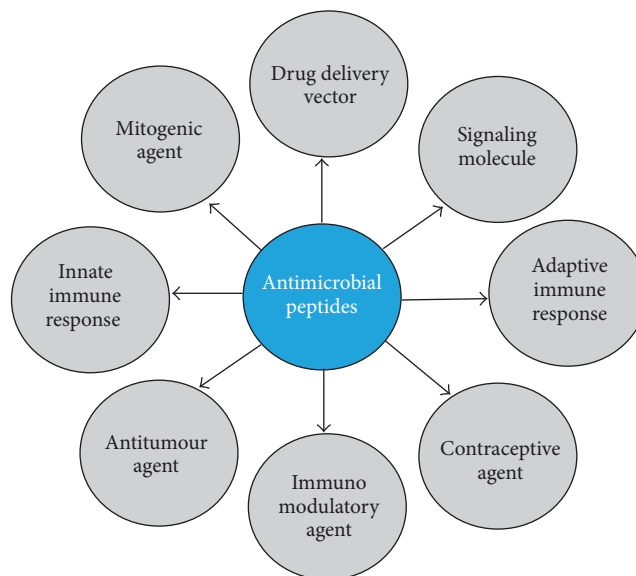 Drug delivery
vector
Mitogenic
agent
Signaling
molecule
Innate
immune
response
Antimicrobial
peptides
Adaptive
immune
response
Antitumour
agent
Immuno
modulatory
agent
Contraceptive
agent